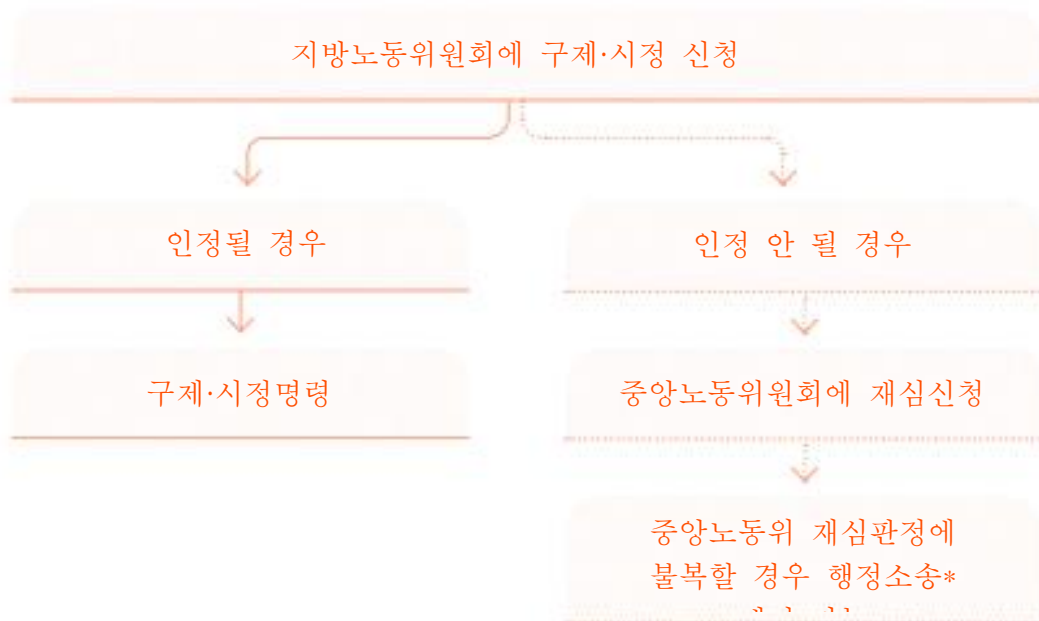 지방노동위원회에 구제·시정 신청
인정될 경우
인정 안 될 경우
구제·시정명령
중앙노동위원회에 재심신청
중앙노동위 재심판정에
불복할 경우 행정소송*